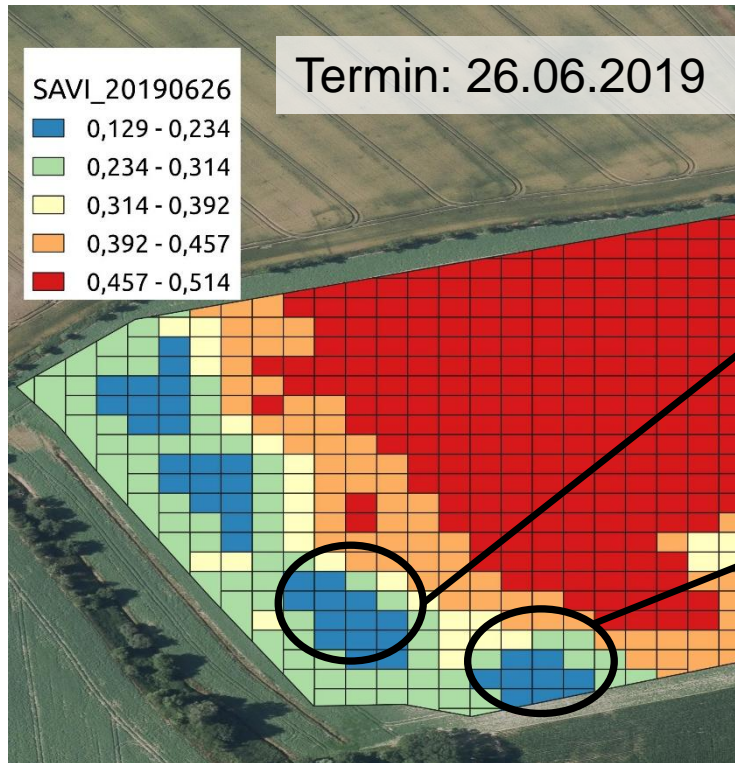 Termin: 26.06.2019
SAVI_20190626
0,129 - 0,234
0,234 - 0,314
0,314 - 0,392
0,392 - 0,457
0,457 - 0,514